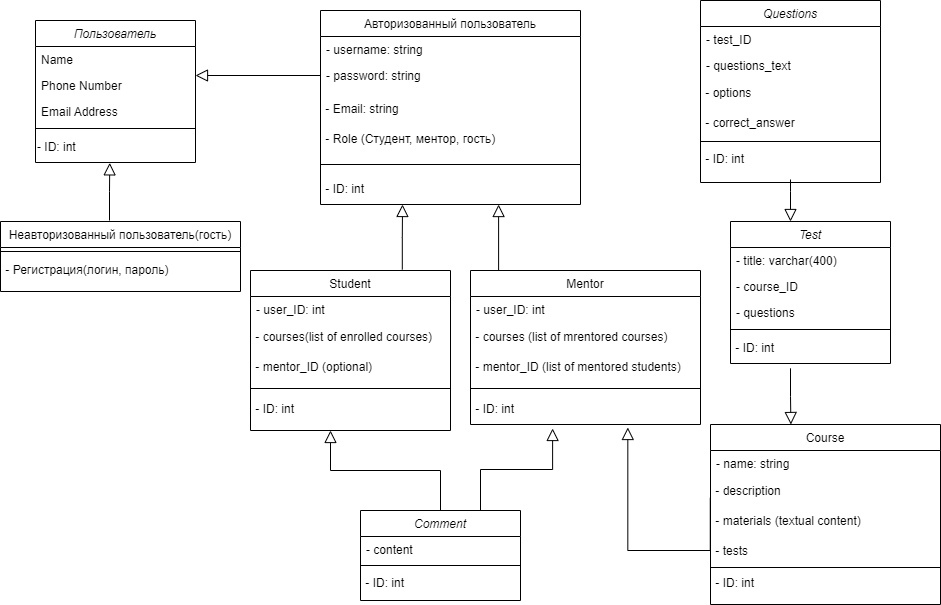 Пользователь
Name
Phone Number
Email Address
- ID: int
Авторизованный пользователь
- username: string
- password: string
- Email: string
- Role (Студент, ментор, гость)
- ID: int
Questions
- test_ID
- questions_text
- options
- correct_answer
- ID: int
Неавторизованный пользователь(гость)
- Регистрация(логин, пароль)
Student
- user_ID: int
- courses(list of enrolled courses)
- mentor_ID (optional)
- ID: int
Mentor
- user_ID: int
- courses (list of mrentored courses)
- mentor_ID (list of mentored students)
- ID: int
Test
- title: varchar(400)
- course_ID
- questions
- ID: int
Comment
- content
- ID: int
Course
- name: string
- description
- materials (textual content)
- tests
- ID: int